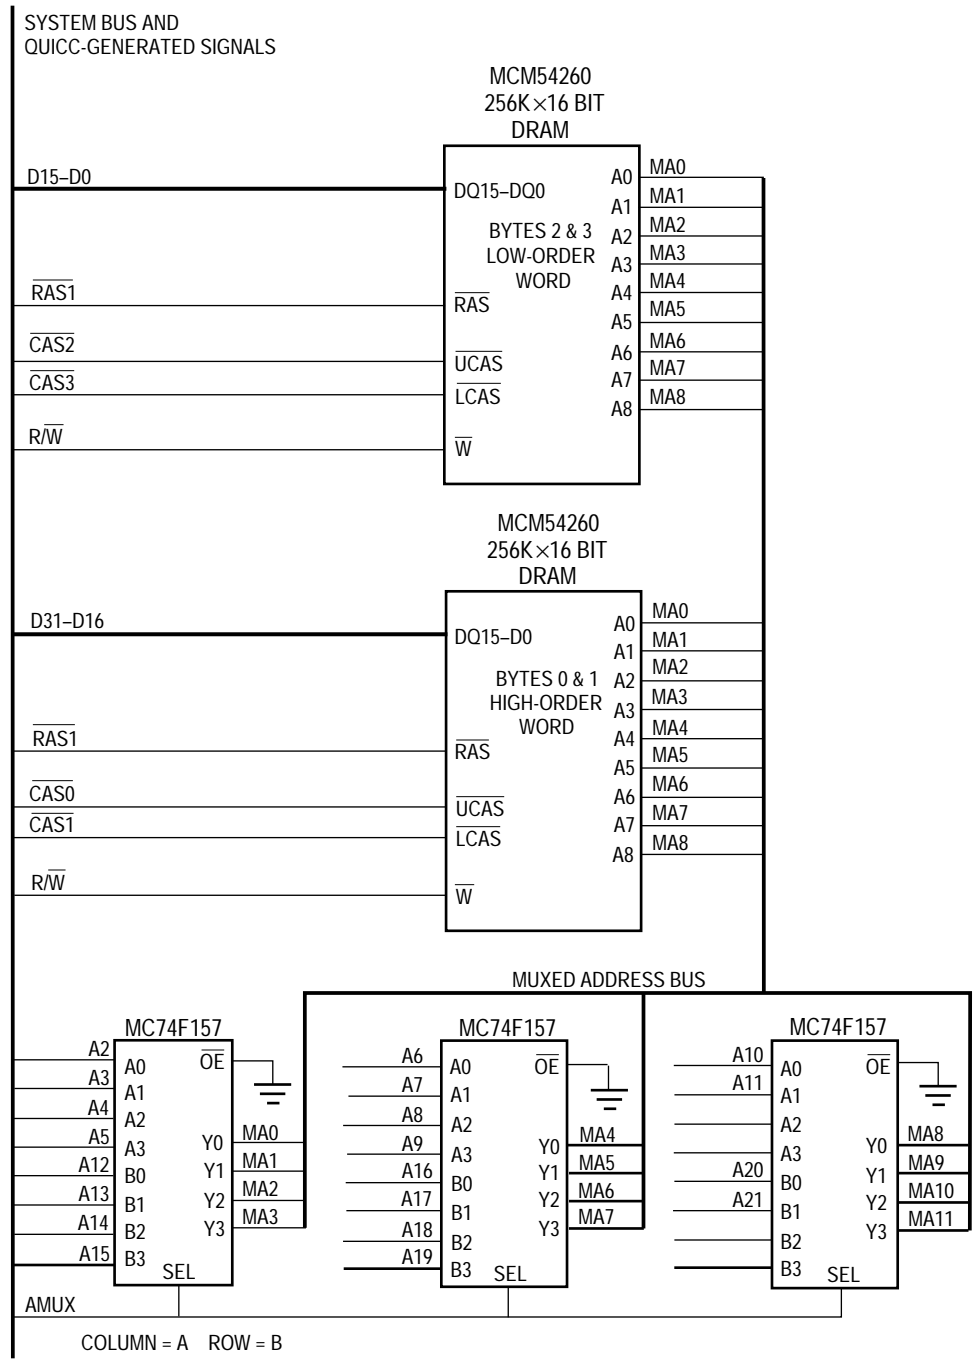 SYSTEM BUS AND
QUICC-GENERATED SIGNALS
MCM54260
256K×16 BIT
DRAM
D15–D0
RAS1
CAS2
CAS3
R/W
DQ15–DQ0
BYTES 2 & 3
LOW-ORDER
WORD
RAS
UCAS
LCAS
W
A0 MA0
A1 MA1
A2 MA2
A3 MA3
A4 MA4
A5 MA5
A6 MA6
A7 MA7
A8 MA8
MCM54260
256K×16 BIT
DRAM
D31–D16
RAS1
CAS0
CAS1
R/W
DQ15–D0
BYTES 0 & 1
HIGH-ORDER
WORD
RAS
UCAS
LCAS
W
A0 MA0
A1 MA1
A2 MA2
A3 MA3
A4 MA4
A5 MA5
A6 MA6
A7 MA7
A8 MA8
MUXED ADDRESS BUS
MC74F157
A2 A0
A3 A1
A4 A2
A5 A3
A12 B0
A13 B1
A14 B2
A15 B3
OE
Y0 MA0
Y1 MA1
Y2 MA2
Y3 MA3
SEL
MC74F157
A6 A0
A7 A1
A8 A2
A9 A3
A16 B0
A17 B1
A18 B2
A19 B3
OE
Y0 MA4
Y1 MA5
Y2 MA6
Y3 MA7
SEL
MC74F157
A10 A0
A11 A1
A2
A3
A20 B0
A21 B1
B2
B3
OE
Y0 MA8
Y1 MA9
Y2 MA10
Y3 MA11
SEL
AMUX
COLUMN = A ROW = B